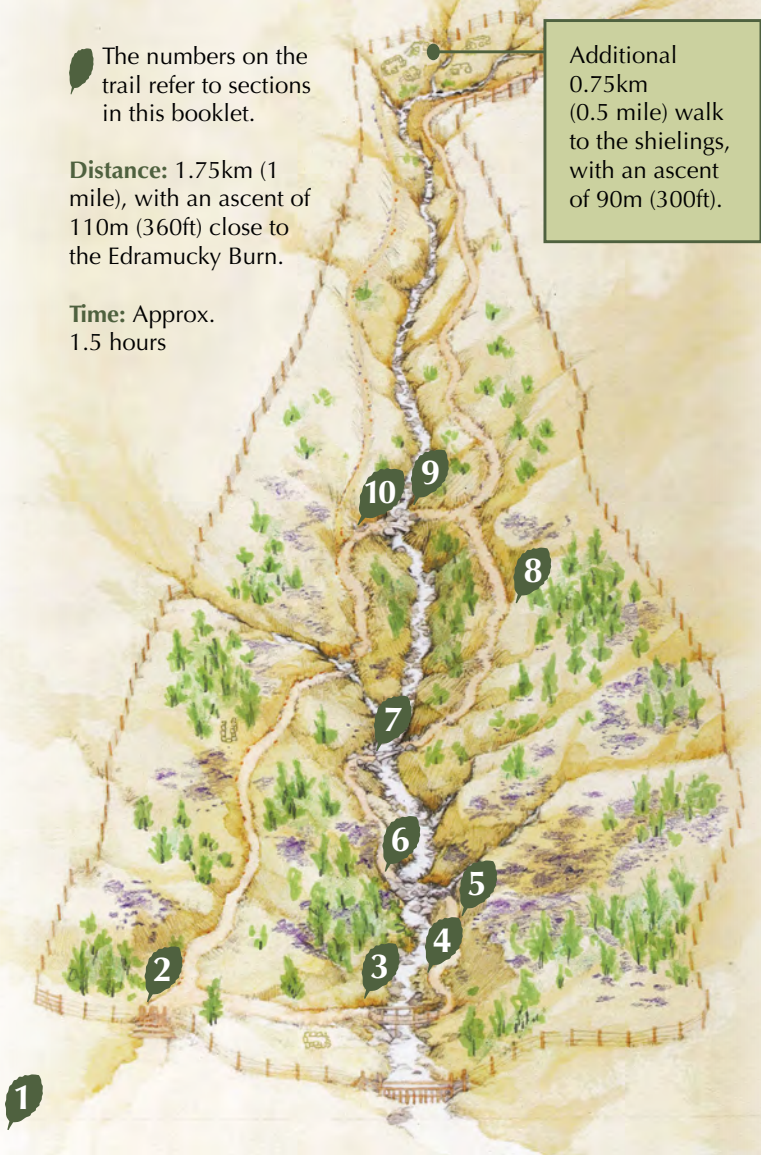 The numbers on the
trail refer to sections
in this booklet.
Distance: 1.75km (1
mile), with an ascent of
110m (360ft) close to
the Edramucky Burn.
Time: Approx.
1.5 hours
Additional
0.75km
(0.5 mile) walk
to the shielings,
with an ascent
of 90m (300ft).
9
10
8
7
6
5
4
3
2
1